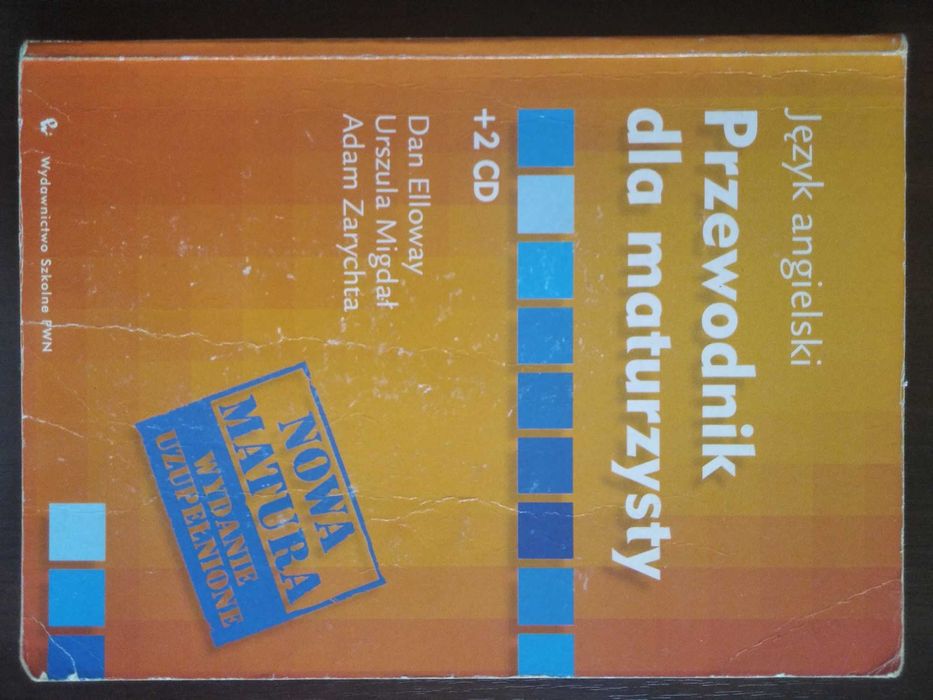 Język angielski
Przewodnik
dla maturzysty
+2 CD
Dan Elloway
Urszula Migdał
Adam Zarychta
NOWA
MATURA
WYDANIE
UZUPEŁNIONE
Wydawnictwo Szkolne PWN